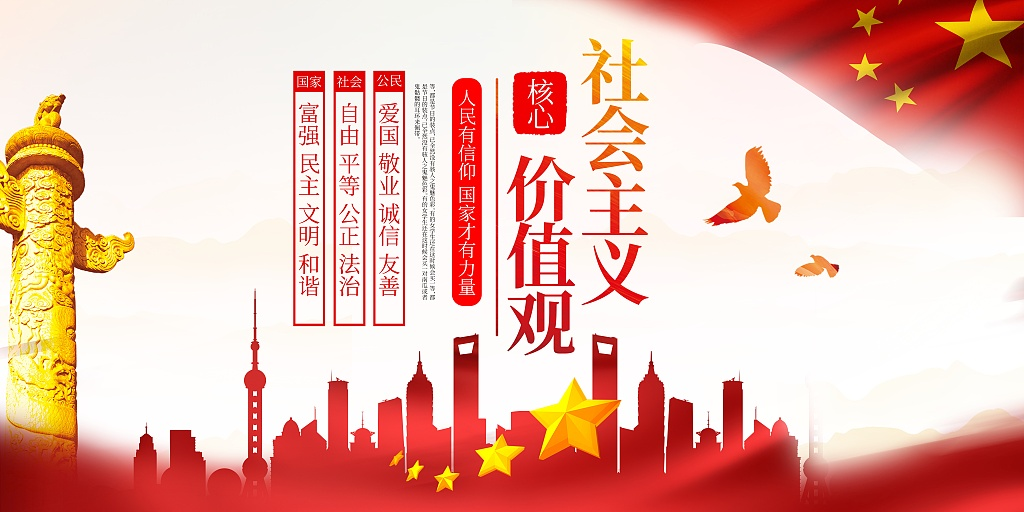 社会主义
核心
价值观
人民有信仰 国家才有力量
公民
爱国 敬业 诚信 友善
社会
自由 平等 公正 法治
国家
富强 民主 文明 和谐